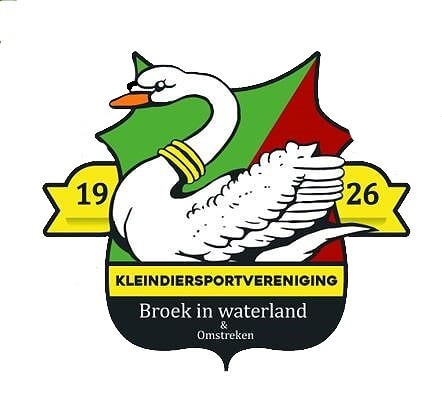 19 26
KLEINDIERSPORTVERENIGING
Broek in waterland
&
Omstreken